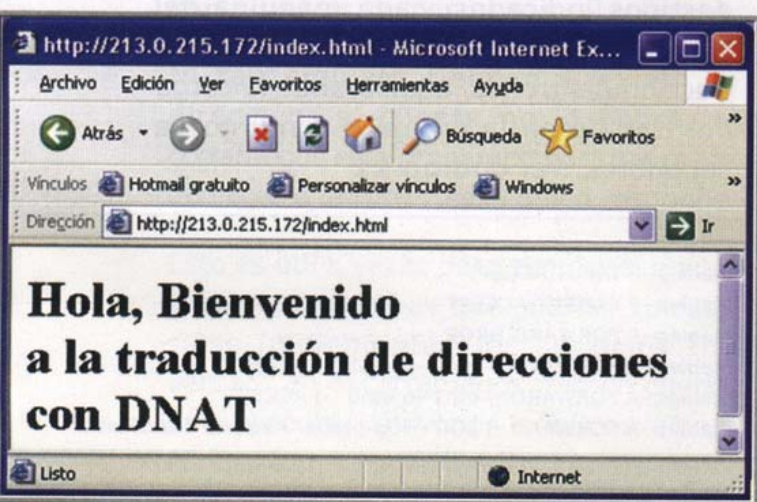 http://213.0.215.172/index.html - Microsoft Internet Ex...
Archivo Edición Ver Favoritos Herramientas Ayuda
Atrás Búsqueda Favoritos »
Vínculos Hotmail gratuito Personalizar vínculos Windows »
Dirección http://213.0.215.172/index.html Ir
Hola, Bienvenido
a la traducción de direcciones
con DNAT
Listo Internet